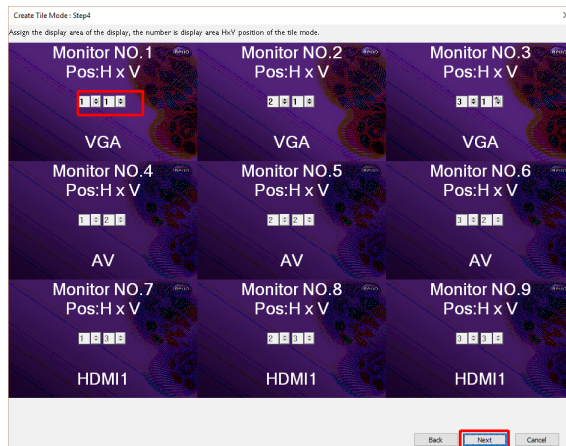 Create Tile Mode : Step4
Assign the display area of the display, the number is display area HxV position of the tile mode.
Monitor NO.1 Monitor NO.2 Monitor NO.3
Pos:H x V Pos:H x V Pos:H x V
1 1 2 1 3 1
VGA VGA VGA
Monitor NO.4 Monitor NO.5 Monitor NO.6
Pos:H x V Pos:H x V Pos:H x V
1 2 2 2 3 2
AV AV AV
Monitor NO.7 Monitor NO.8 Monitor NO.9
Pos:H x V Pos:H x V Pos:H x V
1 3 2 3 3 3
HDMI1 HDMI1 HDMI1
Back Next Cancel